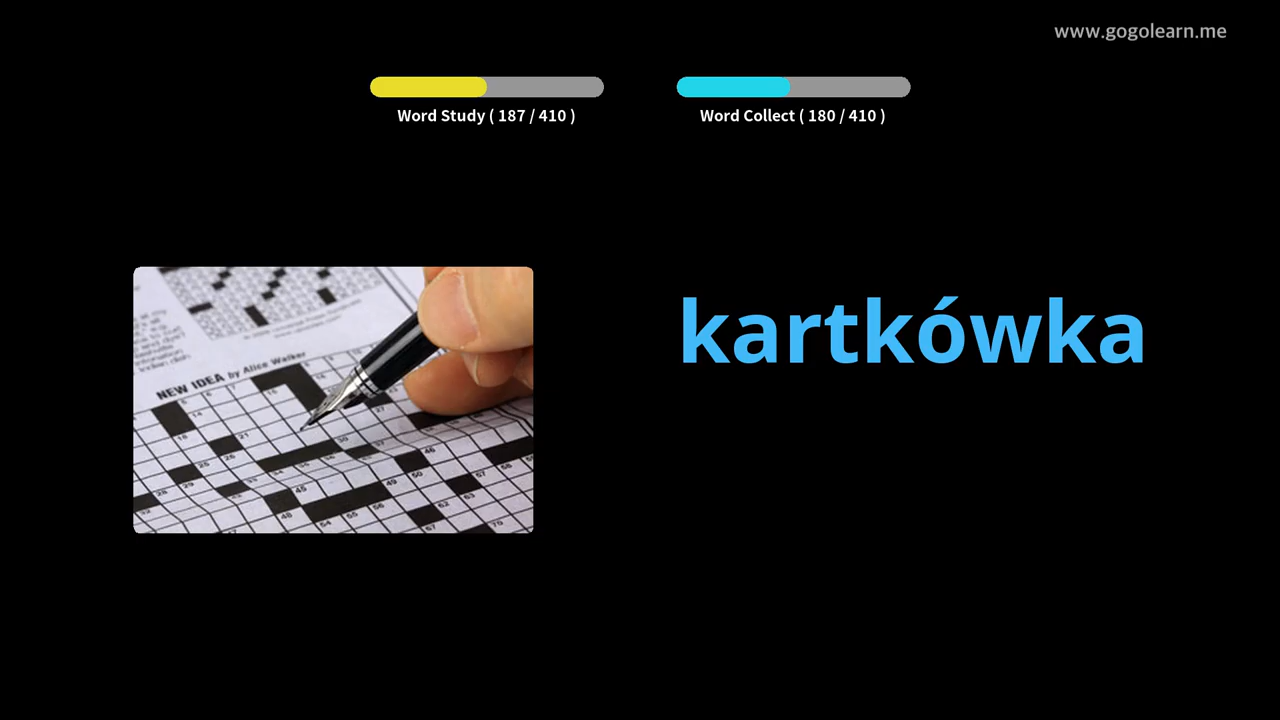 www.gogolearn.me
Word Study ( 187 / 410 )
Word Collect ( 180 / 410 )
kartkówka
NEW IDEA by Alice Walker